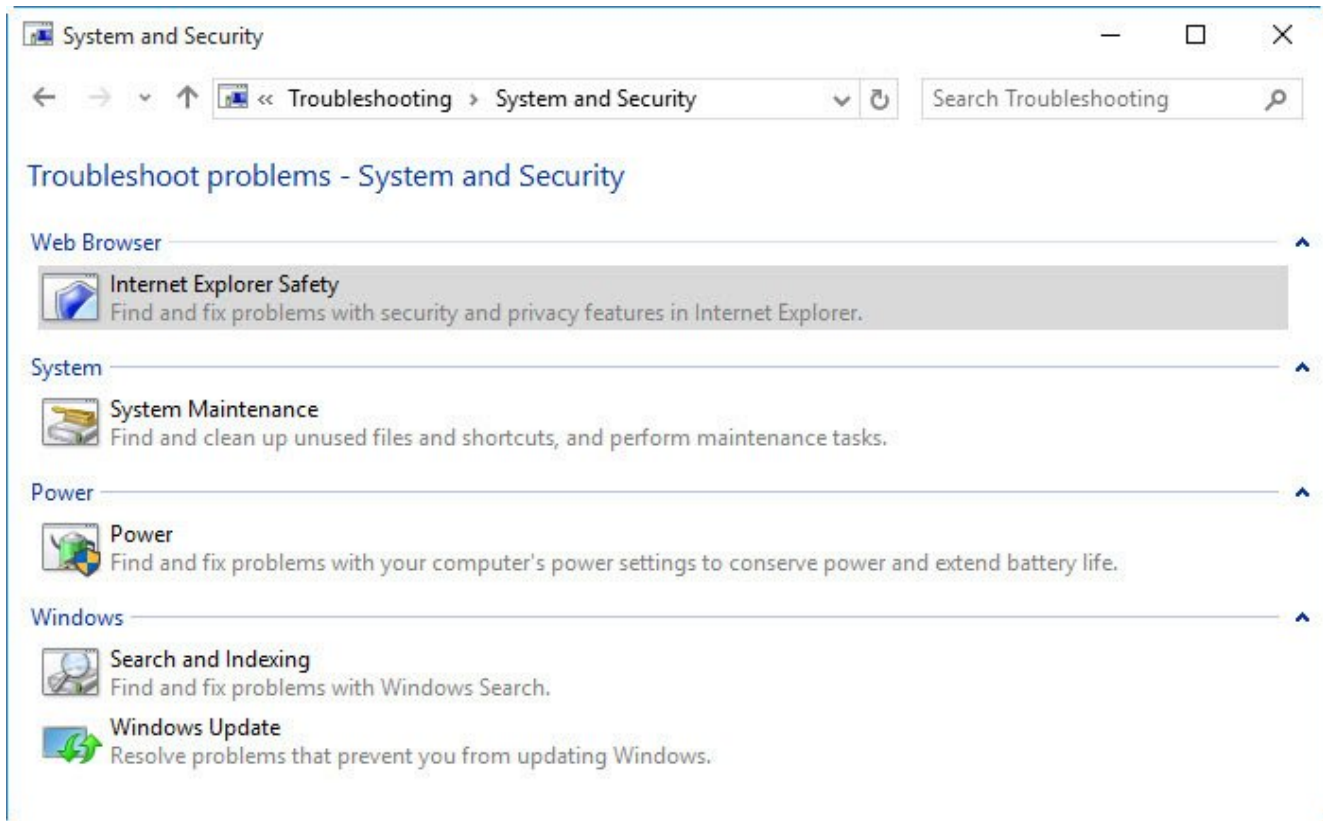 System and Security
« Troubleshooting > System and Security
Search Troubleshooting
Troubleshoot problems - System and Security
Web Browser
Internet Explorer Safety
Find and fix problems with security and privacy features in Internet Explorer.
System
System Maintenance
Find and clean up unused files and shortcuts, and perform maintenance tasks.
Power
Power
Find and fix problems with your computer's power settings to conserve power and extend battery life.
Windows
Search and Indexing
Find and fix problems with Windows Search.
Windows Update
Resolve problems that prevent you from updating Windows.